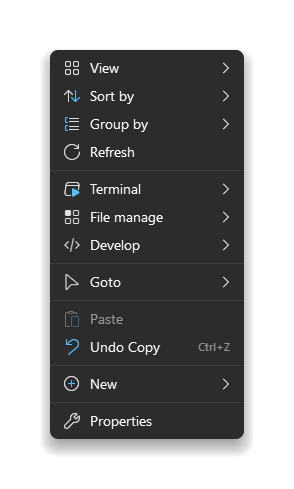 View
Sort by
Group by
Refresh
Terminal
File manage
Develop
Goto
Paste
Undo Copy Ctrl+Z
New
Properties